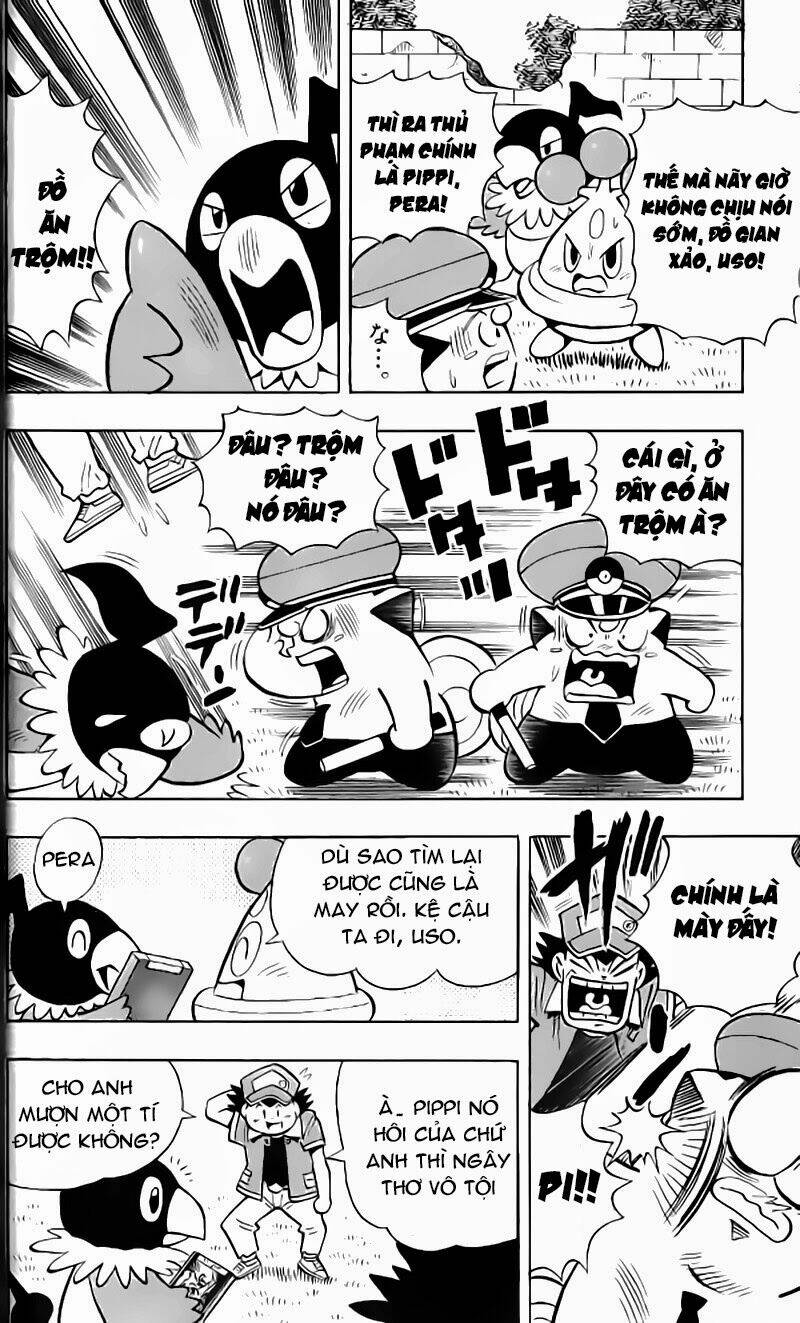 THẾ MÀ NÃY GIỜ
KHÔNG CHỊU NÓI
SỚM, ĐỒ GIAN
XẢO, USO!
THÌ RA THỦ
PHẠM CHÍNH
LÀ PIPPI,
PERA!
な…。
ĐỒ
ĂN
TRỘM!!
CÁI GÌ, Ở
ĐÂY CÓ ĂN
TRỘM À?
ドドタタッ
ĐÂU? TRỘM
ĐÂU?
NÓ ĐÂU?
デデデー!
CHÍNH LÀ
MÀY ĐẤY!
PI!!
DÙ SAO TÌM LẠI
ĐƯỢC CŨNG LÀ
MAY RỒI. KỆ CẬU
TA ĐI, USO.
PERA
À_ PIPPI NÓ
HÔI CỦA CHỨ
ANH THÌ NGÂY
THƠ VÔ TỘI
CHO ANH
MƯỢN MỘT TÍ
ĐƯỢC KHÔNG?